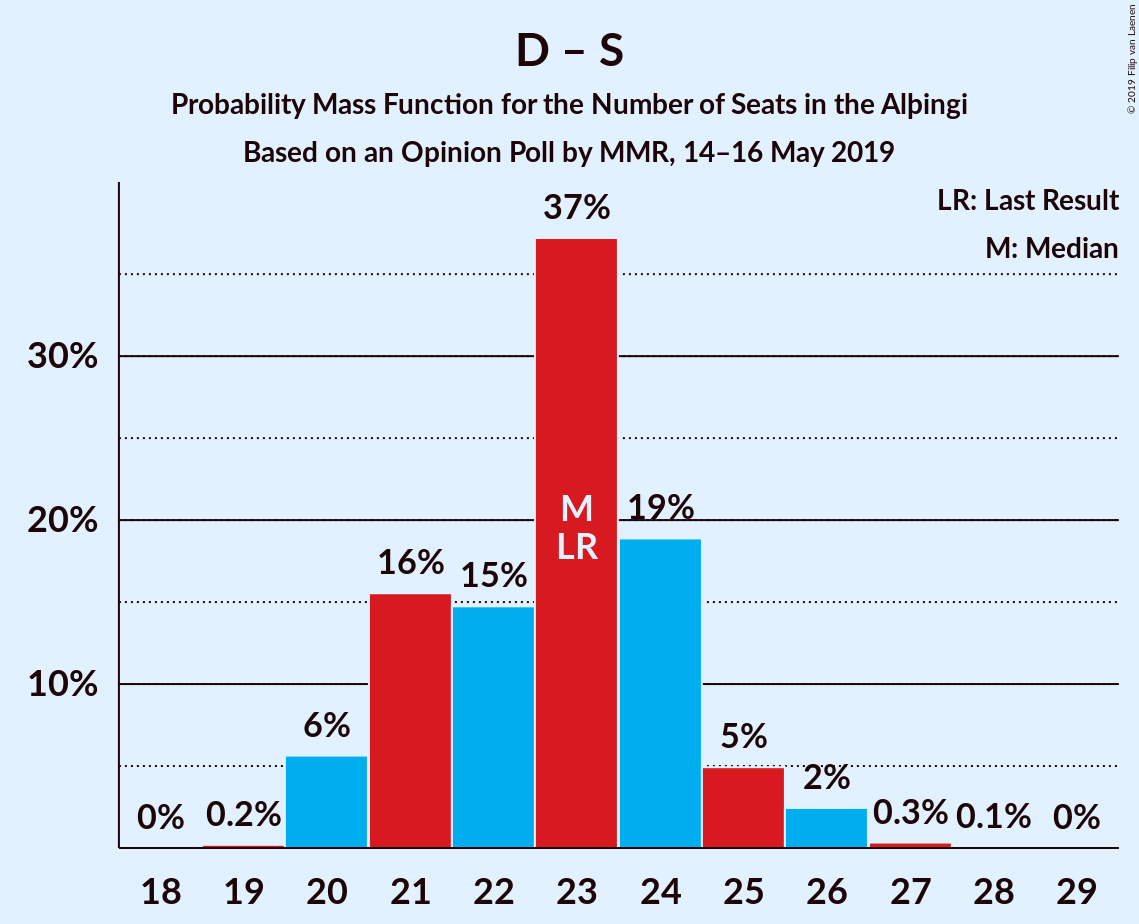 D – S
Probability Mass Function for the Number of Seats in the Alþingi
Based on an Opinion Poll by MMR, 14–16 May 2019
© 2019 Filip van Laenen
LR: Last Result
M: Median
30%
20%
10%
0%
0.2%
6%
16%
15%
37%
M
LR
19%
5%
2%
0.3%
0.1%
0%
18 19 20 21 22 23 24 25 26 27 28 29